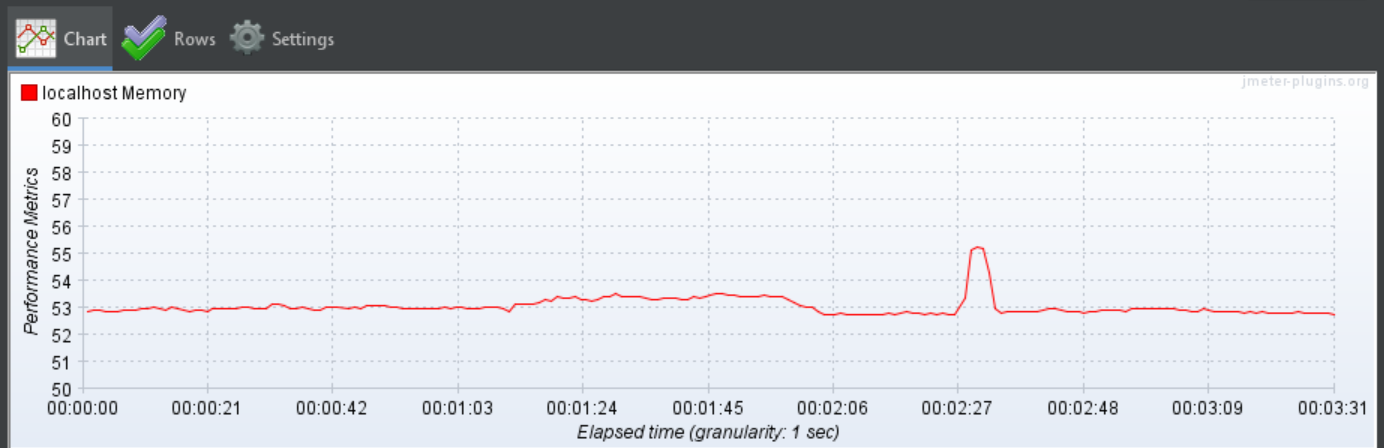 Chart Rows Settings
jmeter-plugins.org
localhost Memory
60
59
58
57
56
55
54
53
52
51
50
Performance Metrics
00:00:00 00:00:21 00:00:42 00:01:03 00:01:24 00:01:45 00:02:06 00:02:27 00:02:48 00:03:09 00:03:31
Elapsed time (granularity: 1 sec)